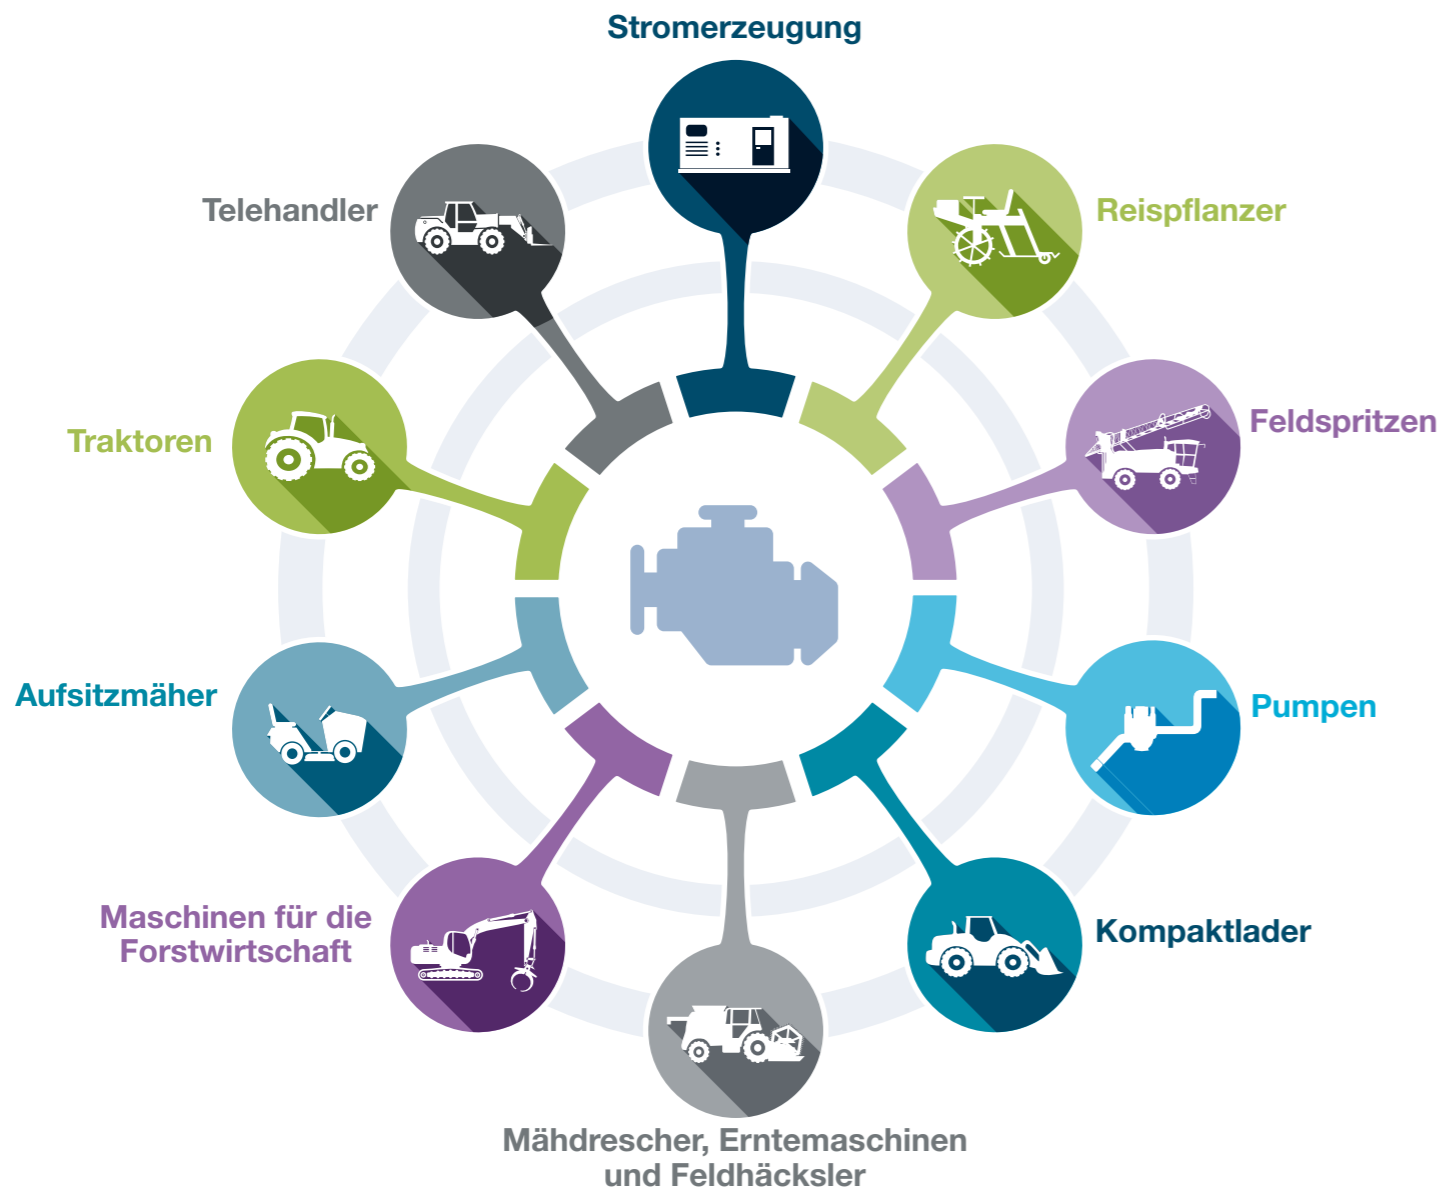 Stromerzeugung
Telehandler
Reispflanzer
Feldspritzen
Traktoren
Aufsitzmäher
Pumpen
Maschinen für die
Forstwirtschaft
Kompaktlader
Mähdrescher, Erntemaschinen
und Feldhäcksler